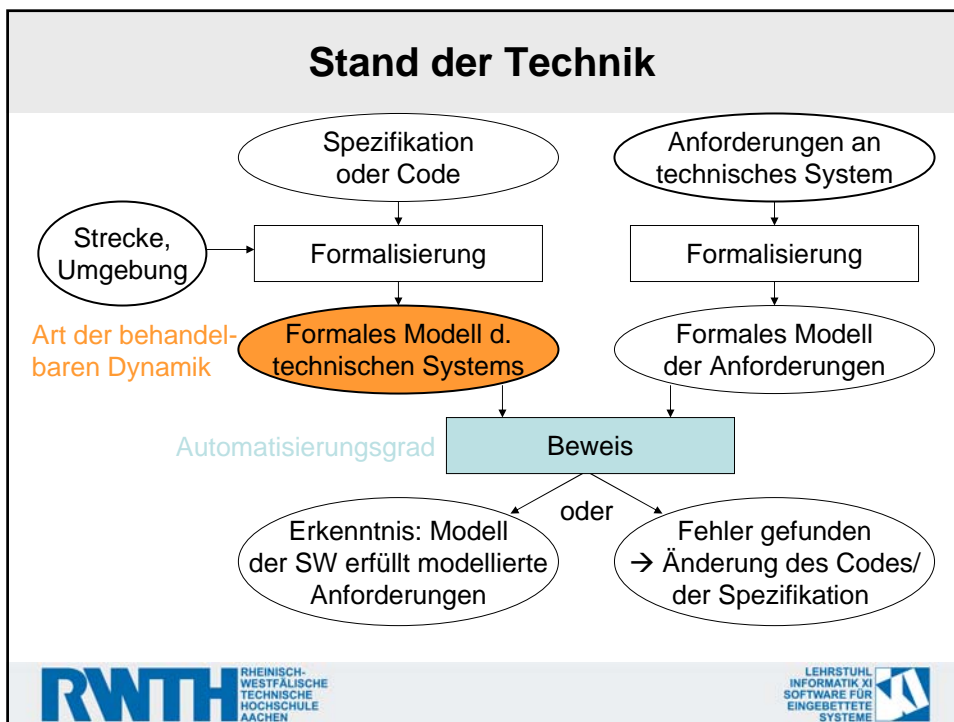 Stand der Technik
Spezifikation
oder Code
Anforderungen an
technisches System
Strecke,
Umgebung
Formalisierung
Formalisierung
Art der behandel-
baren Dynamik
Formales Modell d.
technischen Systems
Formales Modell
der Anforderungen
Automatisierungsgrad
Beweis
oder
Erkenntnis: Modell
der SW erfüllt modellierte
Anforderungen
Fehler gefunden
→ Änderung des Codes/
der Spezifikation
RWTH
RHEINISCH-
WESTFÄLISCHE
TECHNISCHE
HOCHSCHULE
AACHEN
LEHRSTUHL
INFORMATIK XI
SOFTWARE FÜR
EINGEBETTETE
SYSTEME